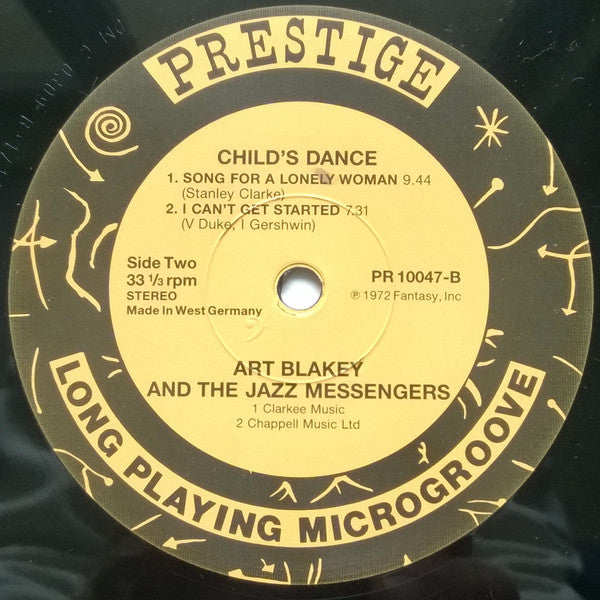 PRESTIGE
CHILD'S DANCE
1. SONG FOR A LONELY WOMAN 9.44
(Stanley Clarke)
2. I CAN'T GET STARTED 7.31
(V Duke, I Gershwin)
Side Two
33 ⅓ rpm
STEREO
Made In West Germany
PR 10047-B
℗ 1972 Fantasy, Inc
ART BLAKEY
AND THE JAZZ MESSENGERS
1 Clarkee Music
2 Chappell Music Ltd
LONG PLAYING MICROGROOVE